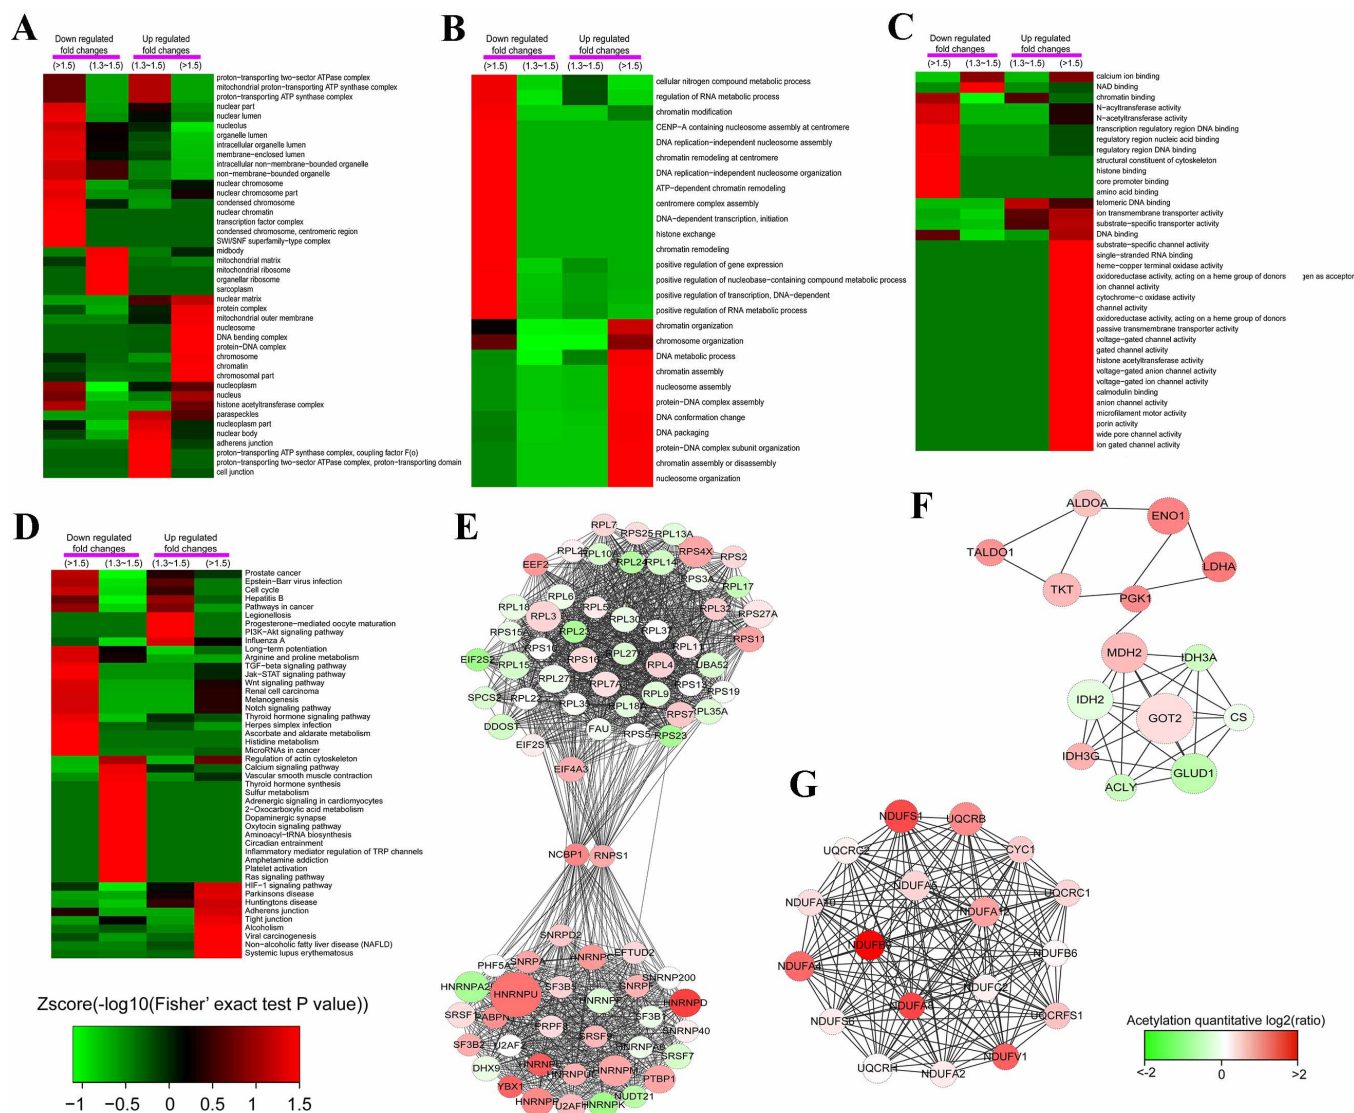 A
Down regulated
fold changes
Up regulated
fold changes
(>1.5)
(1.3~1.5)
(1.3~1.5)
(>1.5)
proton−transporting two−sector ATPase complex
mitochondrial proton−transporting ATP synthase complex
proton−transporting ATP synthase complex
nuclear part
nuclear lumen
nucleolus
organelle lumen
intracellular organelle lumen
membrane−enclosed lumen
intracellular non−membrane−bounded organelle
non−membrane−bounded organelle
nuclear chromosome
nuclear chromosome part
condensed chromosome
nuclear chromatin
transcription factor complex
condensed chromosome, centromeric region
SWI/SNF superfamily−type complex
midbody
mitochondrial matrix
mitochondrial ribosome
organellar ribosome
sarcoplasm
nuclear matrix
protein complex
mitochondrial outer membrane
nucleosome
DNA bending complex
protein−DNA complex
chromosome
chromatin
chromosomal part
nucleoplasm
nucleus
histone acetyltransferase complex
paraspeckles
nucleoplasm part
nuclear body
adherens junction
proton−transporting ATP synthase complex, coupling factor F(o)
proton−transporting two−sector ATPase complex, proton−transporting domain
cell junction
B
Down regulated
fold changes
Up regulated
fold changes
(>1.5)
(1.3~1.5)
(1.3~1.5)
(>1.5)
cellular nitrogen compound metabolic process
regulation of RNA metabolic process
chromatin modification
CENP−A containing nucleosome assembly at centromere
DNA replication−independent nucleosome assembly
chromatin remodeling at centromere
DNA replication−independent nucleosome organization
ATP−dependent chromatin remodeling
centromere complex assembly
DNA−dependent transcription, initiation
histone exchange
chromatin remodeling
positive regulation of gene expression
positive regulation of nucleobase−containing compound metabolic process
positive regulation of transcription, DNA−dependent
positive regulation of RNA metabolic process
chromatin organization
chromosome organization
DNA metabolic process
chromatin assembly
nucleosome assembly
protein−DNA complex assembly
DNA conformation change
DNA packaging
protein−DNA complex subunit organization
chromatin assembly or disassembly
nucleosome organization
C
Down regulated
fold changes
Up regulated
fold changes
(>1.5)
(1.3~1.5)
(1.3~1.5)
(>1.5)
calcium ion binding
NAD binding
chromatin binding
N−acyltransferase activity
N−acetyltransferase activity
transcription regulatory region DNA binding
regulatory region nucleic acid binding
regulatory region DNA binding
structural constituent of cytoskeleton
histone binding
core promoter binding
amino acid binding
telomeric DNA binding
ion transmembrane transporter activity
substrate−specific transporter activity
DNA binding
substrate−specific channel activity
single−stranded RNA binding
heme−copper terminal oxidase activity
oxidoreductase activity, acting on a heme group of donors gen as acceptor
ion channel activity
cytochrome−c oxidase activity
channel activity
oxidoreductase activity, acting on a heme group of donors
passive transmembrane transporter activity
voltage−gated channel activity
gated channel activity
histone acetyltransferase activity
voltage−gated anion channel activity
voltage−gated ion channel activity
calmodulin binding
anion channel activity
microfilament motor activity
porin activity
wide pore channel activity
ion gated channel activity
D
Down regulated
fold changes
Up regulated
fold changes
(>1.5)
(1.3~1.5)
(1.3~1.5)
(>1.5)
Prostate cancer
Epstein−Barr virus infection
Cell cycle
Hepatitis B
Pathways in cancer
Legionellosis
Progesterone−mediated oocyte maturation
PI3K−Akt signaling pathway
Influenza A
Long−term potentiation
Arginine and proline metabolism
TGF−beta signaling pathway
Jak−STAT signaling pathway
Wnt signaling pathway
Renal cell carcinoma
Melanogenesis
Notch signaling pathway
Thyroid hormone signaling pathway
Herpes simplex infection
Ascorbate and aldarate metabolism
Histidine metabolism
MicroRNAs in cancer
Regulation of actin cytoskeleton
Calcium signaling pathway
Vascular smooth muscle contraction
Thyroid hormone synthesis
Sulfur metabolism
Adrenergic signaling in cardiomyocytes
2−Oxocarboxylic acid metabolism
Dopaminergic synapse
Oxytocin signaling pathway
Aminoacyl−tRNA biosynthesis
Circadian entrainment
Inflammatory mediator regulation of TRP channels
Amphetamine addiction
Platelet activation
Ras signaling pathway
HIF−1 signaling pathway
Parkinsons disease
Huntingtons disease
Adherens junction
Tight junction
Alcoholism
Viral carcinogenesis
Non−alcoholic fatty liver disease (NAFLD)
Systemic lupus erythematosus
Zscore(-log10(Fisher' exact test P value))
−1 −0.5 0 0.5 1 1.5
E
RPL7
RPS25
RPL13A
RPS4X
RPS2
EEF2
RPL10A
RPL24
RPL14
RPS3A
RPL17
RPL6
RPL18
RPL3
RPL5
RPL30
RPL32
RPS27A
RPS15A
RPL37
RPS11
EIF2S2
RPL15
RPS16
RPL4
UBA52
SPCS2
RPL7A
RPL9
RPS19
RPL22
RPL35A
DDOST
FAU
RPS5
RPS7
RPS23
EIF2S1
EIF4A3
NCBP1
RNPS1
SNRPD2
PHF5A
SNRPA
EFTUD2
SNRNP200
HNRNPU
SF3B5
SNRPF
HNRNPD
SRSF1
PABPN1
SF3B1
PRPF8
SRSF9
SNRNP40
SF3B2
U2AF2
SRSF7
DHX9
HNRNPM
PTBP1
YBX1
NUDT21
HNRNPK
F
ALDOA
ENO1
TALDO1
LDHA
TKT
PGK1
MDH2
IDH3A
IDH2
GOT2
CS
IDH3G
GLUD1
ACLY
G
NDUFS1
UQCRB
UQCRC2
CYC1
NDUFA5
UQCRC1
NDUFA10
NDUFA12
NDUFB6
NDUFA4
NDUFC2
NDUFS6
UQCRFS1
NDUFV1
UQCRH
NDUFA2
Acetylation quantitative log2(ratio)
<-2 0 >2